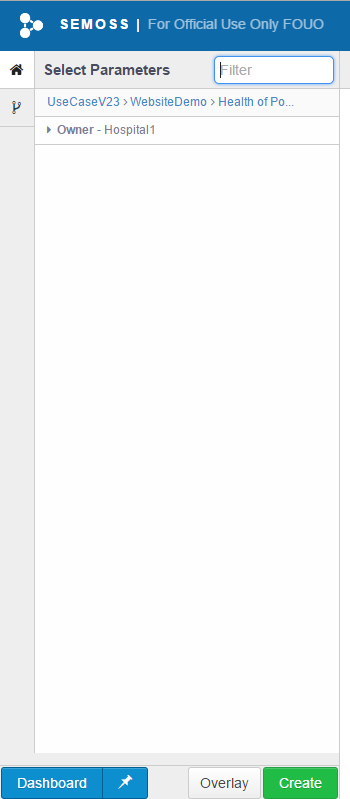 SEMOSS | For Official Use Only FOUO
Select Parameters Filter
UseCaseV23 > WebsiteDemo > Health of Po...
Owner - Hospital1
Dashboard Overlay Create